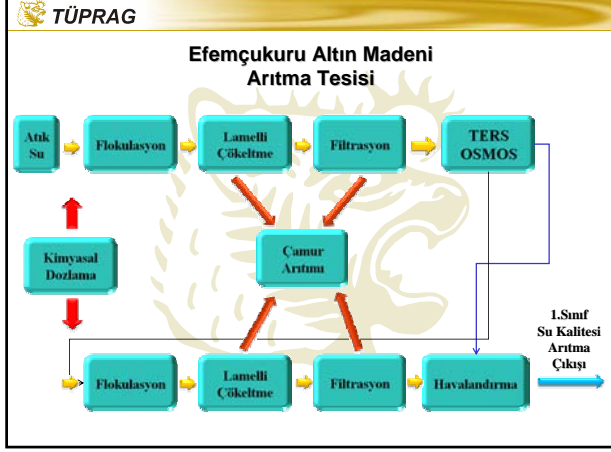 TÜPRAG
Efemçukuru Altın Madeni
Arıtma Tesisi
Atık
Su
Flokulasyon
Lamelli
Çökeltme
Filtrasyon
TERS
OSMOS
Kimyasal
Dozlama
Çamur
Arıtımı
Flokulasyon
Lamelli
Çökeltme
Filtrasyon
Havalandırma
1.Sınıf
Su Kalitesi
Arıtma
Çıkışı